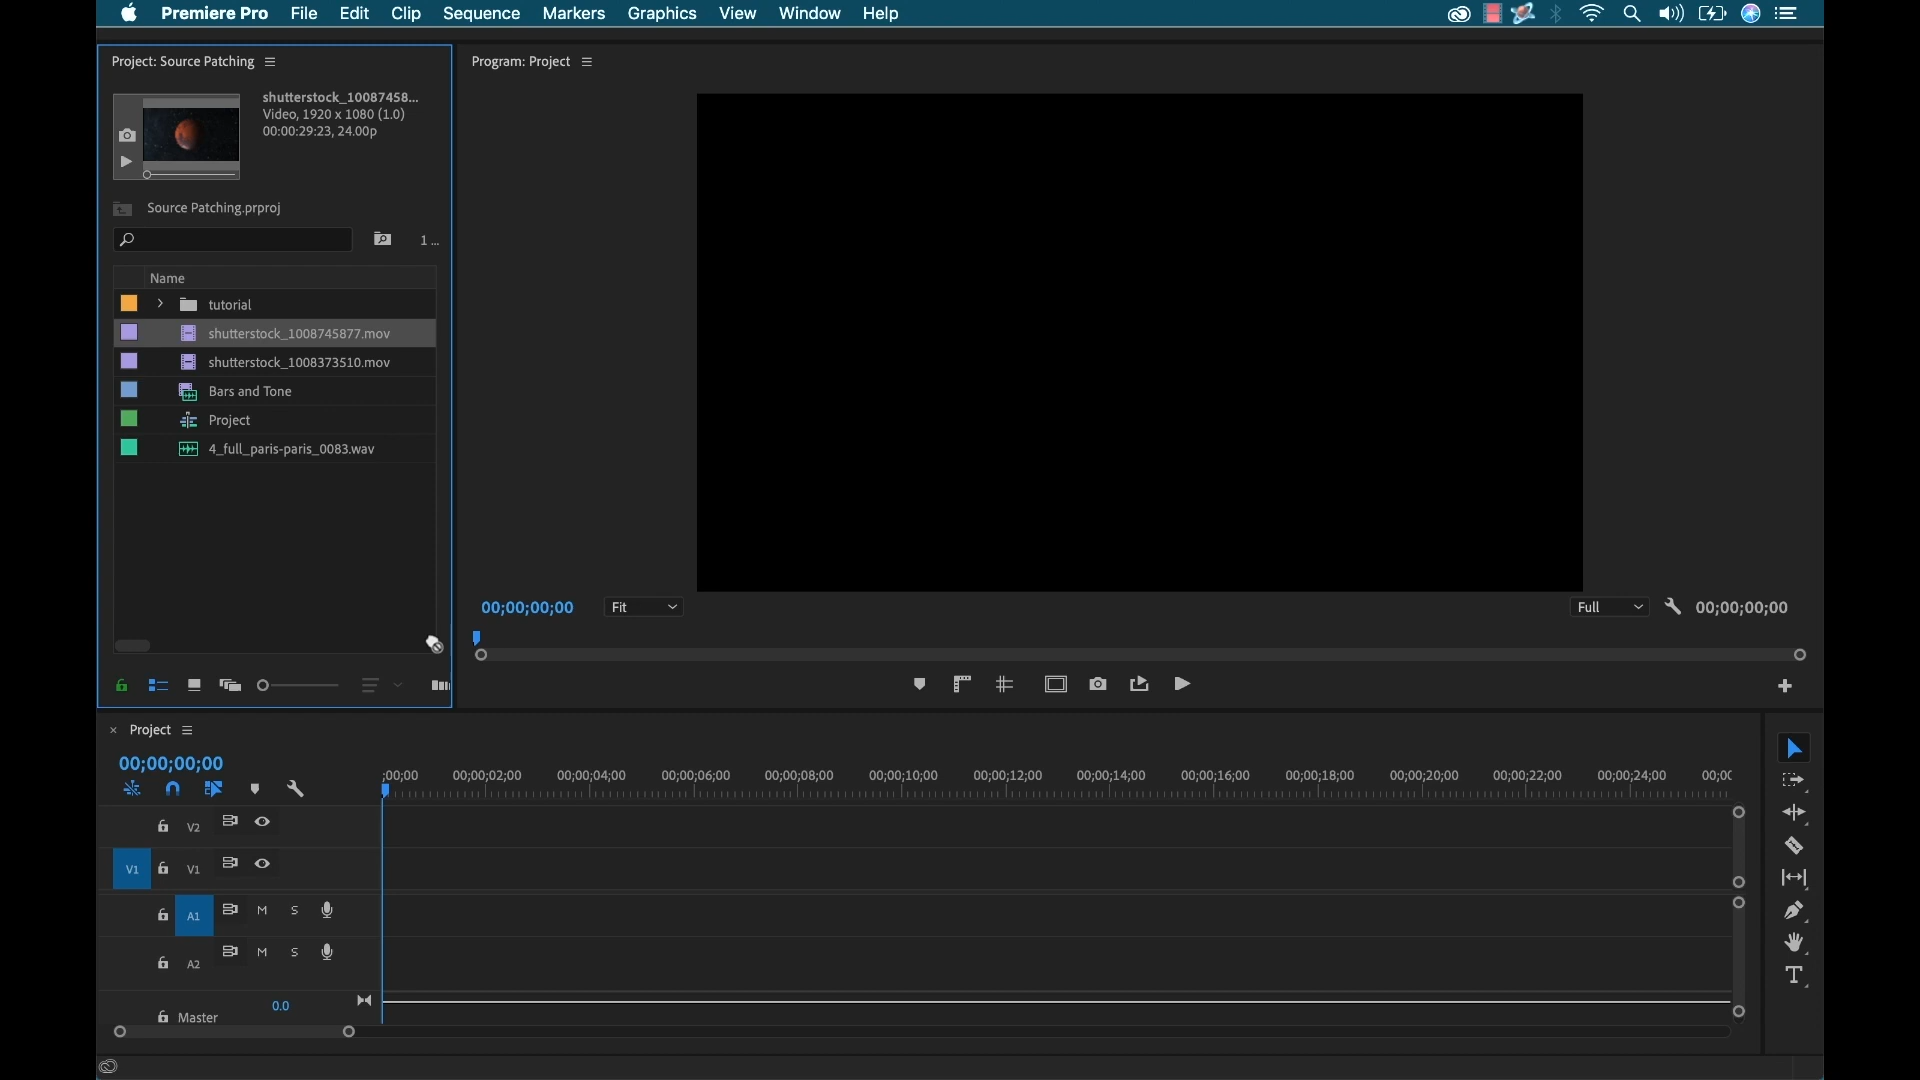 Premiere Pro File Edit Clip Sequence Markers Graphics View Window Help
Project: Source Patching
Program: Project
shutterstock_10087458...
Video, 1920 x 1080 (1.0)
00:00:29:23, 24.00p
Source Patching.prproj
1 ...
Name
tutorial
shutterstock_1008745877.mov
shutterstock_1008373510.mov
Bars and Tone
Project
4_full_paris-paris_0083.wav
00;00;00;00 Fit Full 00;00;00;00
× Project
00;00;00;00
;00;00 00;00;02;00 00;00;04;00 00;00;06;00 00;00;08;00 00;00;10;00 00;00;12;00 00;00;14;00 00;00;16;00 00;00;18;00 00;00;20;00 00;00;22;00 00;00;24;00 00;00
V2
V1 V1
A1 M S
A2 M S
0.0
Master